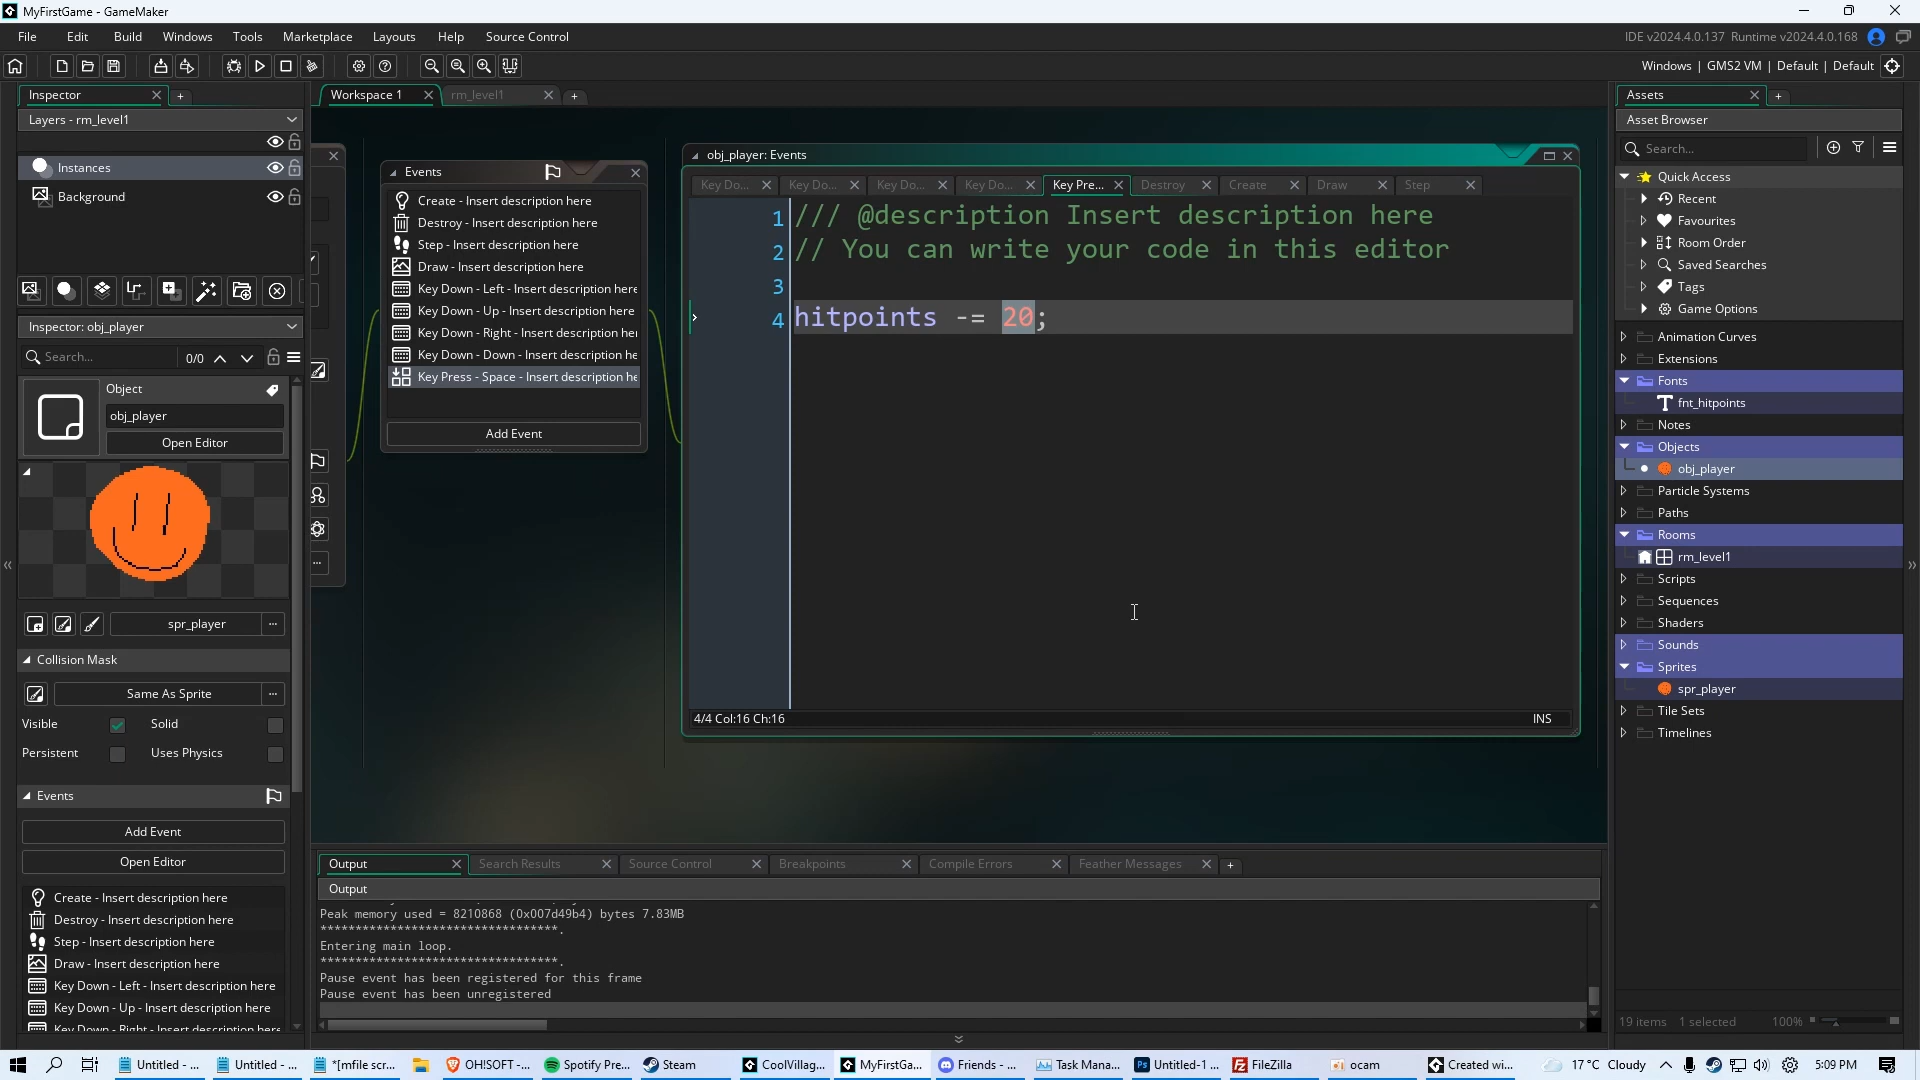 MyFirstGame - GameMaker
File Edit Build Windows Tools Marketplace Layouts Help Source Control
IDE v2024.4.0.137 Runtime v2024.4.0.168
Windows | GMS2 VM | Default | Default
Inspector
Layers - rm_level1
Instances
Background
Inspector: obj_player
Search...
0/0
Object
obj_player
Open Editor
spr_player
Collision Mask
Same As Sprite
Visible
Solid
Persistent
Uses Physics
Events
Add Event
Open Editor
Create - Insert description here
Destroy - Insert description here
Step - Insert description here
Draw - Insert description here
Key Down - Left - Insert description here
Key Down - Up - Insert description here
Key Down - Right - Insert description here
Workspace 1
rm_level1
Events
Create - Insert description here
Destroy - Insert description here
Step - Insert description here
Draw - Insert description here
Key Down - Left - Insert description here
Key Down - Up - Insert description here
Key Down - Right - Insert description her
Key Down - Down - Insert description he
Key Press - Space - Insert description he
Add Event
obj_player: Events
Key Do... Key Do... Key Do... Key Do... Key Pre... Destroy Create Draw Step
1 /// @description Insert description here
2 // You can write your code in this editor
3
4 hitpoints -= 20;
4/4 Col:16 Ch:16
INS
Output Search Results Source Control Breakpoints Compile Errors Feather Messages
Output
Peak memory used = 8210868 (0x007d49b4) bytes 7.83MB
**********************************.
Entering main loop.
**********************************.
Pause event has been registered for this frame
Pause event has been unregistered
Assets
Asset Browser
Search...
Quick Access
Recent
Favourites
Room Order
Saved Searches
Tags
Game Options
Animation Curves
Extensions
Fonts
fnt_hitpoints
Notes
Objects
obj_player
Particle Systems
Paths
Rooms
rm_level1
Scripts
Sequences
Shaders
Sounds
Sprites
spr_player
Tile Sets
Timelines
19 items 1 selected 100%
Untitled - ... Untitled - ... *[mfile scr... OH!SOFT -... Spotify Pre... Steam CoolVillag... MyFirstGa... Friends - ... Task Mana... Untitled-1 ... FileZilla ocam Created wi... 17 °C Cloudy 5:09 PM